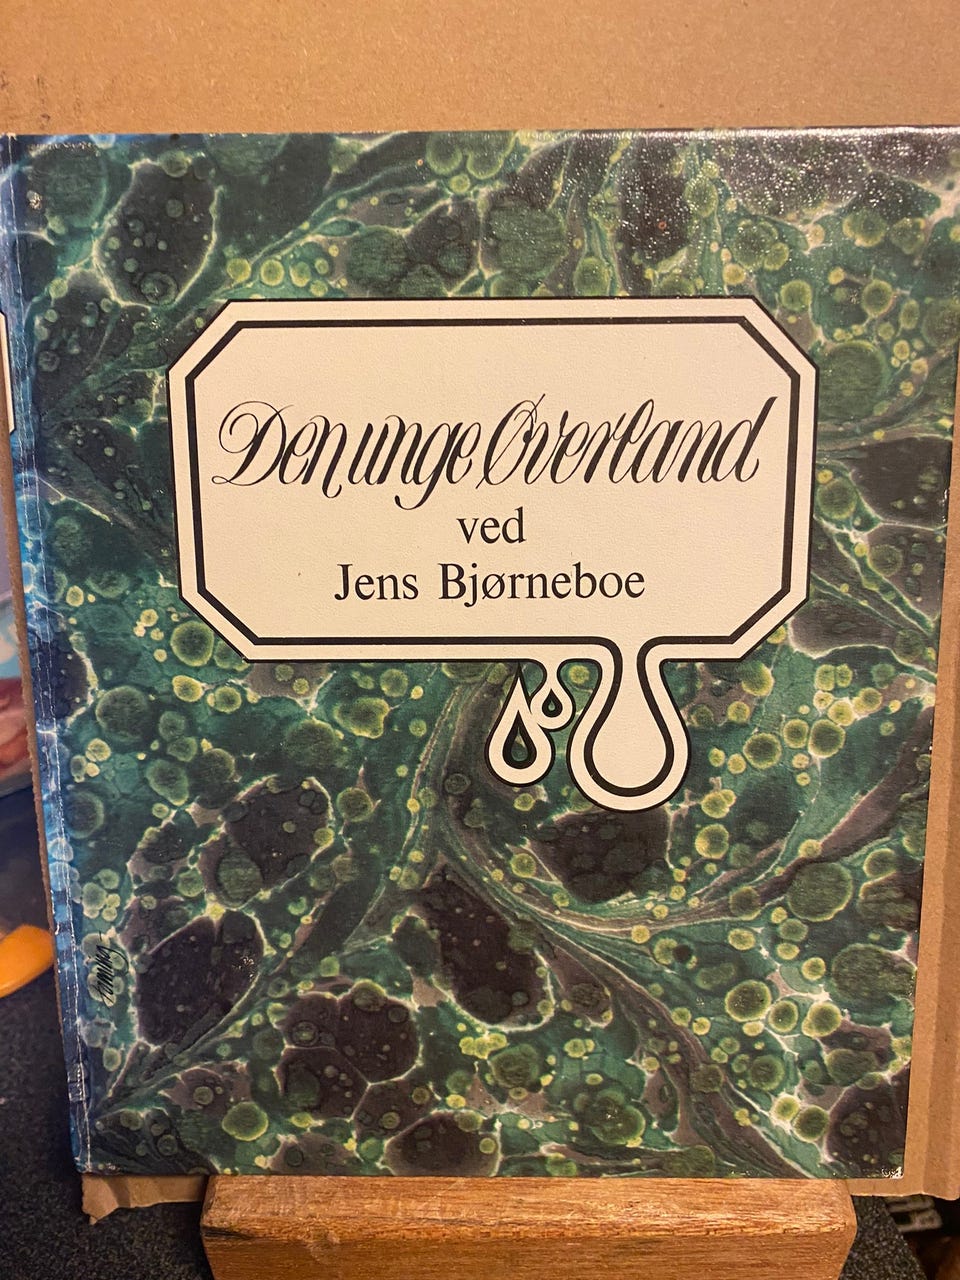 Den unge Øverland
ved
Jens Bjørneboe